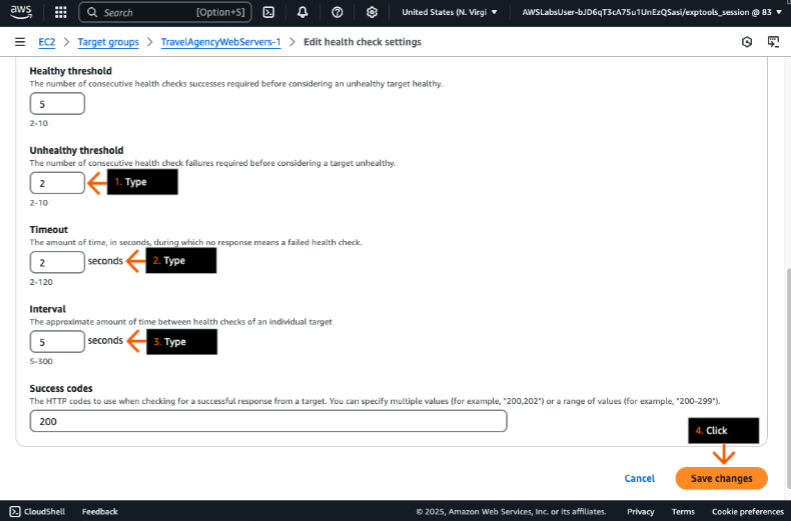 aws
Search [Option+S]
United States (N. Virgi
AWSLabsUser-bJD6qT3cA75u1UnEzQSasi/exptools_session @ 83
EC2 > Target groups > TravelAgencyWebServers-1 > Edit health check settings
Healthy threshold
The number of consecutive health checks successes required before considering an unhealthy target healthy.
5
2-10
Unhealthy threshold
The number of consecutive health check failures required before considering a target unhealthy.
2
1. Type
2-10
Timeout
The amount of time, in seconds, during which no response means a failed health check.
2 seconds
2. Type
2-120
Interval
The approximate amount of time between health checks of an individual target
5 seconds
3. Type
5-300
Success codes
The HTTP codes to use when checking for a successful response from a target. You can specify multiple values (for example, "200,202") or a range of values (for example, "200-299").
200
4. Click
Cancel
Save changes
CloudShell Feedback
© 2025, Amazon Web Services, Inc. or its affiliates. Privacy Terms Cookie preferences